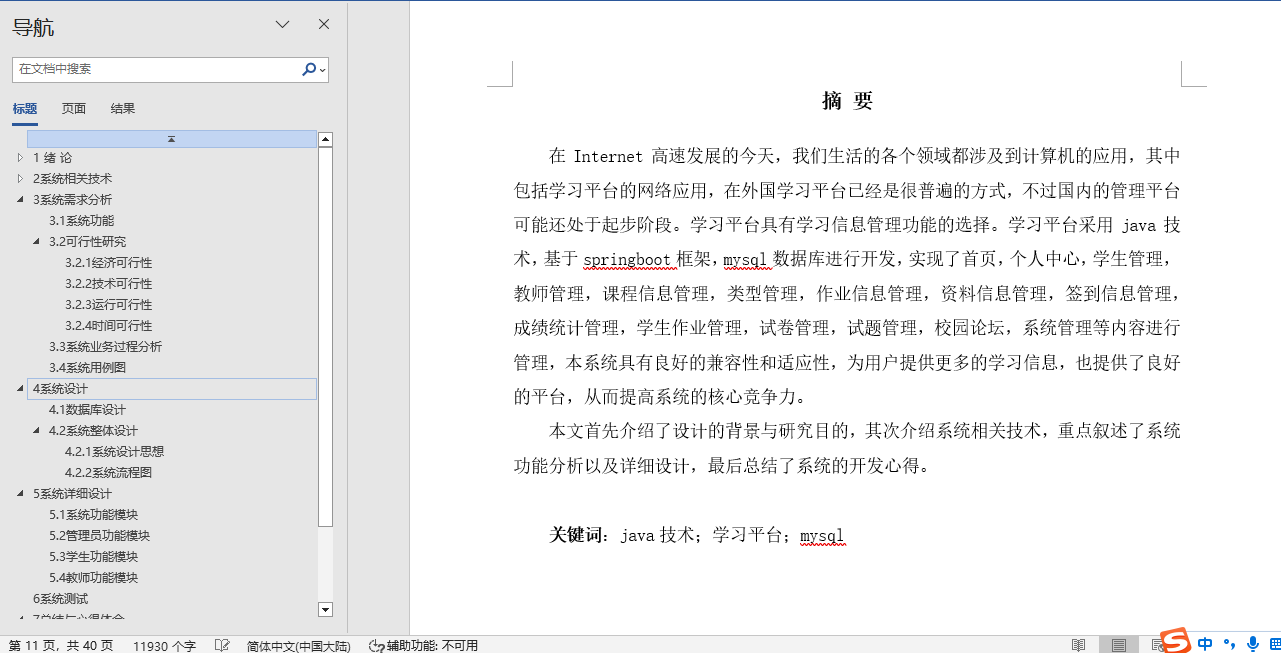 导航
在文档中搜索
标题 页面 结果
1 绪 论
2系统相关技术
3系统需求分析
3.1系统功能
3.2可行性研究
3.2.1经济可行性
3.2.2技术可行性
3.2.3运行可行性
3.2.4时间可行性
3.3系统业务过程分析
3.4系统用例图
4系统设计
4.1数据库设计
4.2系统整体设计
4.2.1系统设计思想
4.2.2系统流程图
5系统详细设计
5.1系统功能模块
5.2管理员功能模块
5.3学生功能模块
5.4教师功能模块
6系统测试
7总结与心得体会
摘 要
在 Internet 高速发展的今天，我们生活的各个领域都涉及到计算机的应用，其中
包括学习平台的网络应用，在外国学习平台已经是很普遍的方式，不过国内的管理平台
可能还处于起步阶段。学习平台具有学习信息管理功能的选择。学习平台采用 java 技
术，基于 springboot 框架，mysql 数据库进行开发，实现了首页，个人中心，学生管理，
教师管理，课程信息管理，类型管理，作业信息管理，资料信息管理，签到信息管理，
成绩统计管理，学生作业管理，试卷管理，试题管理，校园论坛，系统管理等内容进行
管理，本系统具有良好的兼容性和适应性，为用户提供更多的学习信息，也提供了良好
的平台，从而提高系统的核心竞争力。
本文首先介绍了设计的背景与研究目的，其次介绍系统相关技术，重点叙述了系统
功能分析以及详细设计，最后总结了系统的开发心得。
关键词：java 技术；学习平台；mysql
第 11 页，共 40 页 11930 个字 简体中文(中国大陆) 辅助功能: 不可用
中